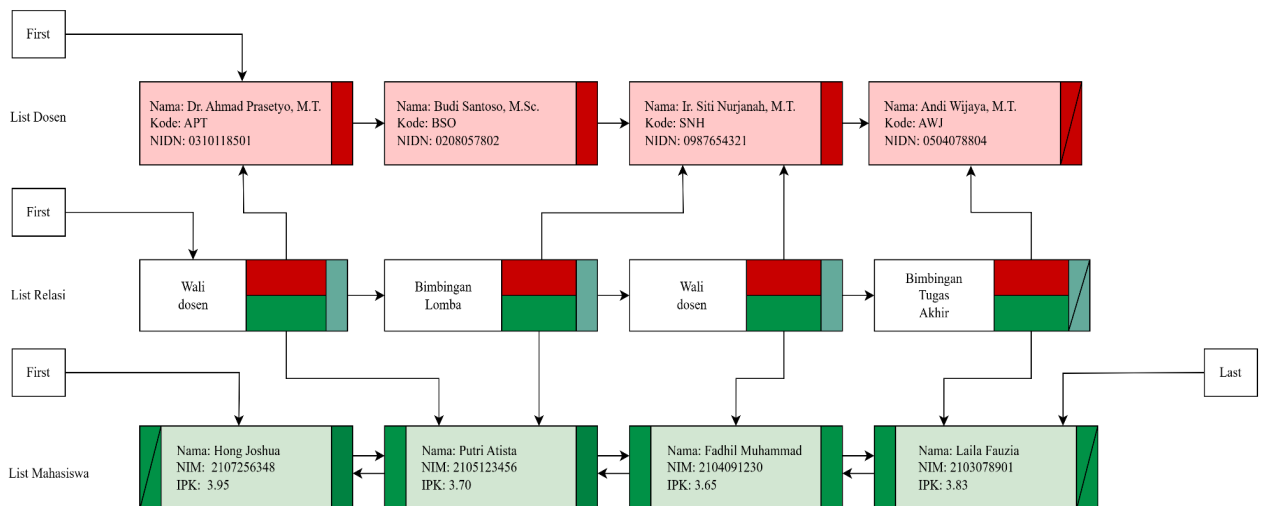 First
List Dosen
Nama: Dr. Ahmad Prasetyo, M.T.
Kode: APT
NIDN: 0310118501
Nama: Budi Santoso, M.Sc.
Kode: BSO
NIDN: 0208057802
Nama: Ir. Siti Nurjanah, M.T.
Kode: SNH
NIDN: 0987654321
Nama: Andi Wijaya, M.T.
Kode: AWJ
NIDN: 0504078804
First
List Relasi
Wali
dosen
Bimbingan
Lomba
Wali
dosen
Bimbingan
Tugas
Akhir
First
Last
List Mahasiswa
Nama: Hong Joshua
NIM: 2107256348
IPK: 3.95
Nama: Putri Atista
NIM: 2105123456
IPK: 3.70
Nama: Fadhil Muhammad
NIM: 2104091230
IPK: 3.65
Nama: Laila Fauzia
NIM: 2103078901
IPK: 3.83